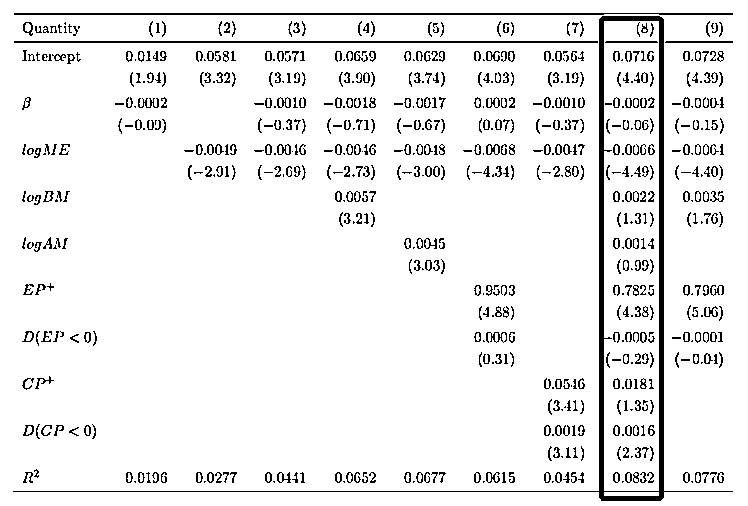 Quantity (1) (2) (3) (4) (5) (6) (7) (8) (9)
Intercept 0.0149 0.0581 0.0571 0.0659 0.0629 0.0690 0.0564 0.0716 0.0728
(1.94) (3.32) (3.19) (3.90) (3.74) (4.03) (3.19) (4.40) (4.39)
β −0.0002 −0.0010 −0.0018 −0.0017 0.0002 −0.0010 −0.0002 −0.0004
(−0.09) (−0.37) (−0.71) (−0.67) (0.07) (−0.37) (−0.06) (−0.15)
logME −0.0049 −0.0046 −0.0046 −0.0048 −0.0068 −0.0047 −0.0066 −0.0064
(−2.91) (−2.69) (−2.73) (−3.00) (−4.34) (−2.80) (−4.49) (−4.40)
logBM 0.0057 0.0022 0.0035
(3.21) (1.31) (1.76)
logAM 0.0045 0.0014
(3.03) (0.99)
EP+ 0.9503 0.7825 0.7960
(4.88) (4.38) (5.06)
D(EP < 0) 0.0006 −0.0005 −0.0001
(0.31) (−0.29) (−0.04)
CP+ 0.0546 0.0181
(3.41) (1.35)
D(CP < 0) 0.0019 0.0016
(3.11) (2.37)
R² 0.0196 0.0277 0.0441 0.0652 0.0677 0.0615 0.0454 0.0832 0.0776